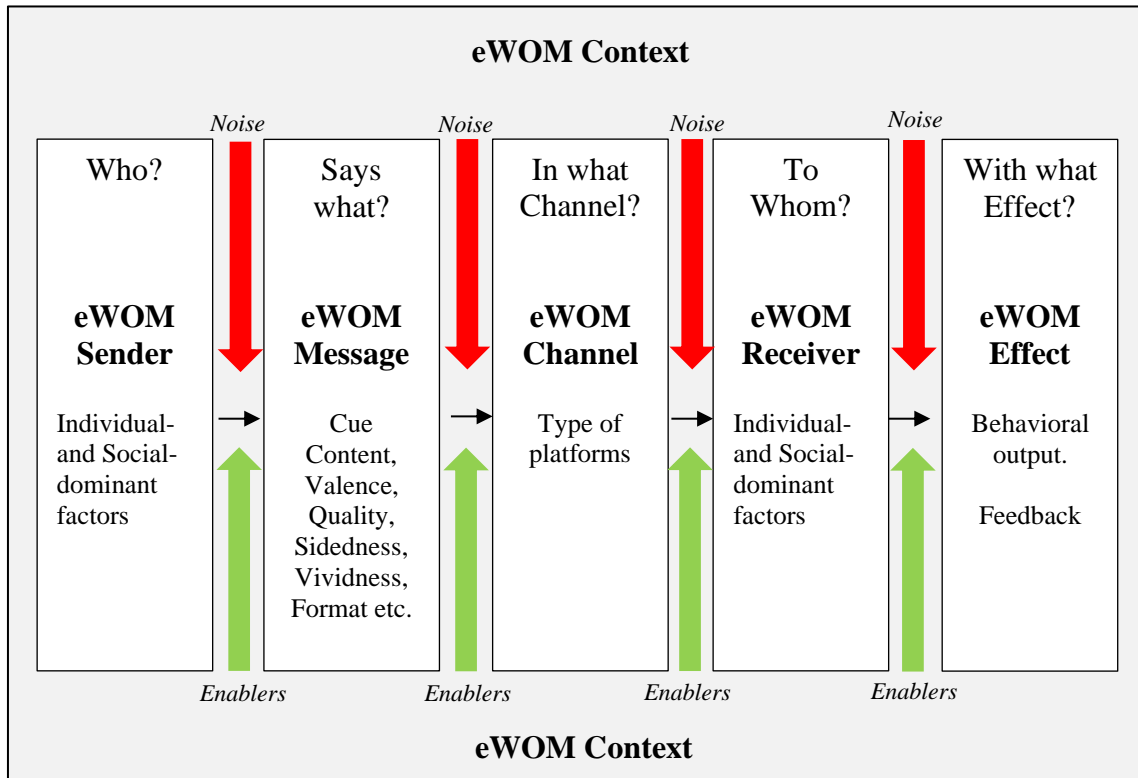 eWOM Context
Noise
Noise
Noise
Noise
Who?
Says
what?
In what
Channel?
To
Whom?
With what
Effect?
eWOM
Sender
eWOM
Message
eWOM
Channel
eWOM
Receiver
eWOM
Effect
Individual-
and Social-
dominant
factors
Cue
Content,
Valence,
Quality,
Sidedness,
Vividness,
Format etc.
Type of
platforms
Individual-
and Social-
dominant
factors
Behavioral
output.
Feedback
Enablers
Enablers
Enablers
Enablers
eWOM Context